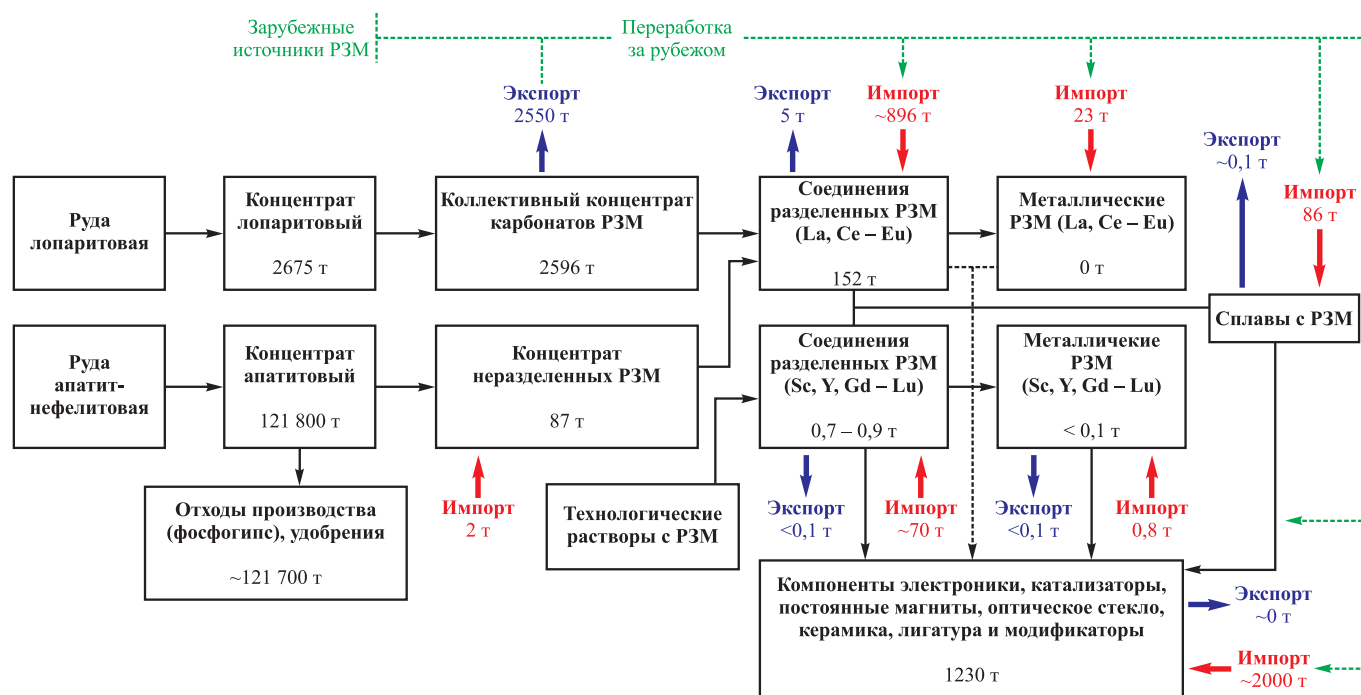 Зарубежные
источники РЗМ
Переработка
за рубежом
Экспорт
2550 т
Экспорт
5 т
Импорт
~896 т
Импорт
23 т
Экспорт
~0,1 т
Импорт
86 т
Руда
лопаритовая
Концентрат
лопаритовый
2675 т
Коллективный концентрат
карбонатов РЗМ
2596 т
Соединения
разделенных РЗМ
(La, Ce – Eu)
152 т
Металлические
РЗМ (La, Ce – Eu)
0 т
Сплавы с РЗМ
Руда
апатит-
нефелитовая
Концентрат
апатитовый
121 800 т
Концентрат
неразделенных РЗМ
87 т
Соединения
разделенных РЗМ
(Sc, Y, Gd – Lu)
0,7 – 0,9 т
Металличекие
РЗМ
(Sc, Y, Gd – Lu)
< 0,1 т
Отходы производства
(фосфогипс), удобрения
~121 700 т
Импорт
2 т
Технологические
растворы с РЗМ
Экспорт
<0,1 т
Импорт
~70 т
Экспорт
<0,1 т
Импорт
0,8 т
Компоненты электроники, катализаторы,
постоянные магниты, оптическое стекло,
керамика, лигатура и модификаторы
1230 т
Экспорт
~0 т
Импорт
~2000 т